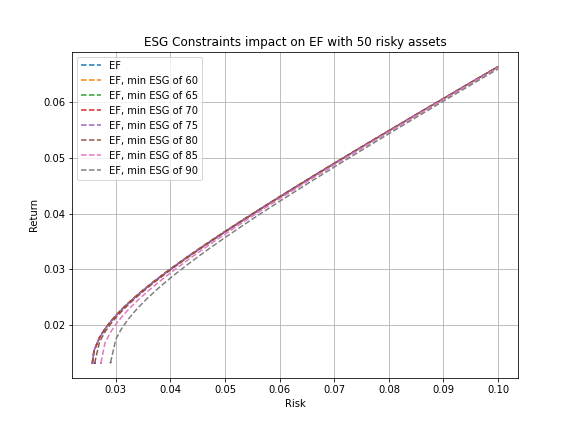 ESG Constraints impact on EF with 50 risky assets
EF
EF, min ESG of 60
EF, min ESG of 65
EF, min ESG of 70
EF, min ESG of 75
EF, min ESG of 80
EF, min ESG of 85
EF, min ESG of 90
Return
0.06
0.05
0.04
0.03
0.02
0.03 0.04 0.05 0.06 0.07 0.08 0.09 0.10
Risk